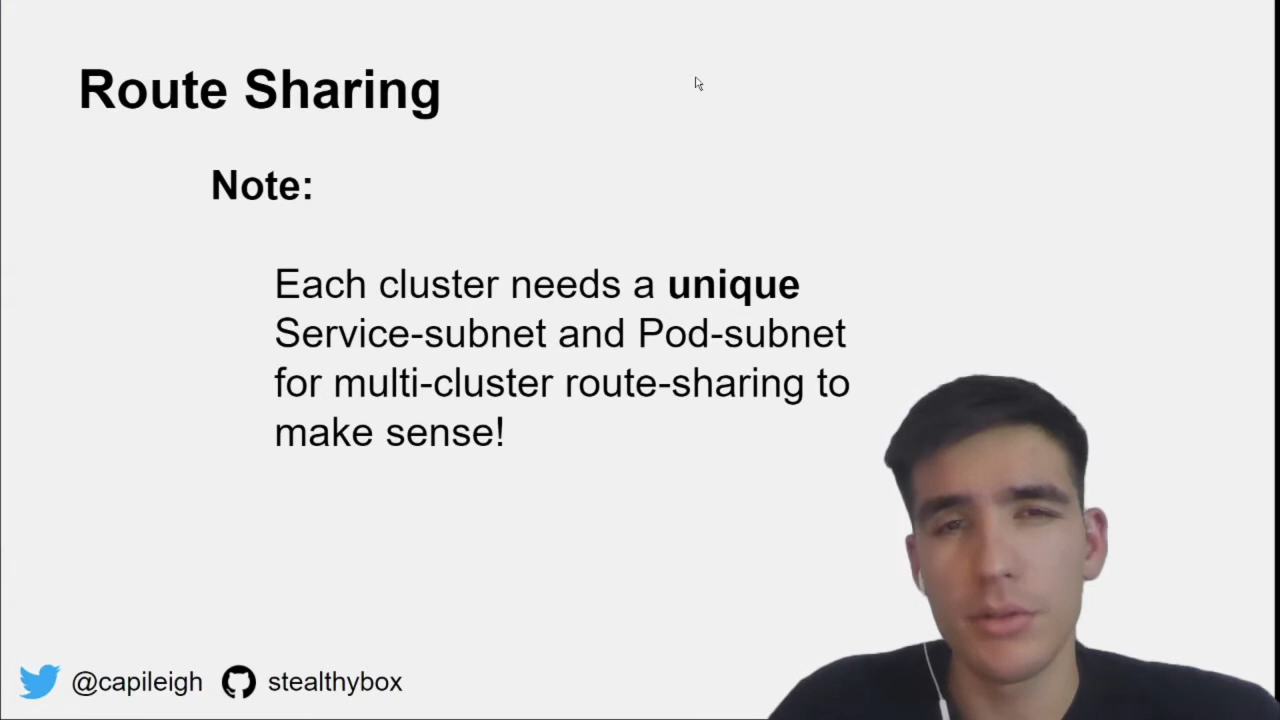 Route Sharing
Note:
Each cluster needs a unique
Service-subnet and Pod-subnet
for multi-cluster route-sharing to
make sense!
@capileigh stealthybox